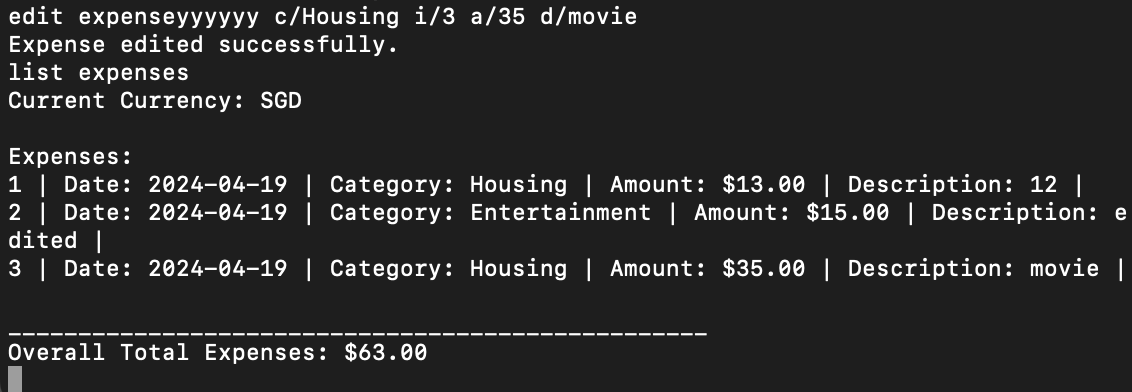 edit expenseyyyyyy c/Housing i/3 a/35 d/movie
Expense edited successfully.
list expenses
Current Currency: SGD
Expenses:
1 | Date: 2024-04-19 | Category: Housing | Amount: $13.00 | Description: 12 |
2 | Date: 2024-04-19 | Category: Entertainment | Amount: $15.00 | Description: e
dited |
3 | Date: 2024-04-19 | Category: Housing | Amount: $35.00 | Description: movie |
__________________________________________________
Overall Total Expenses: $63.00